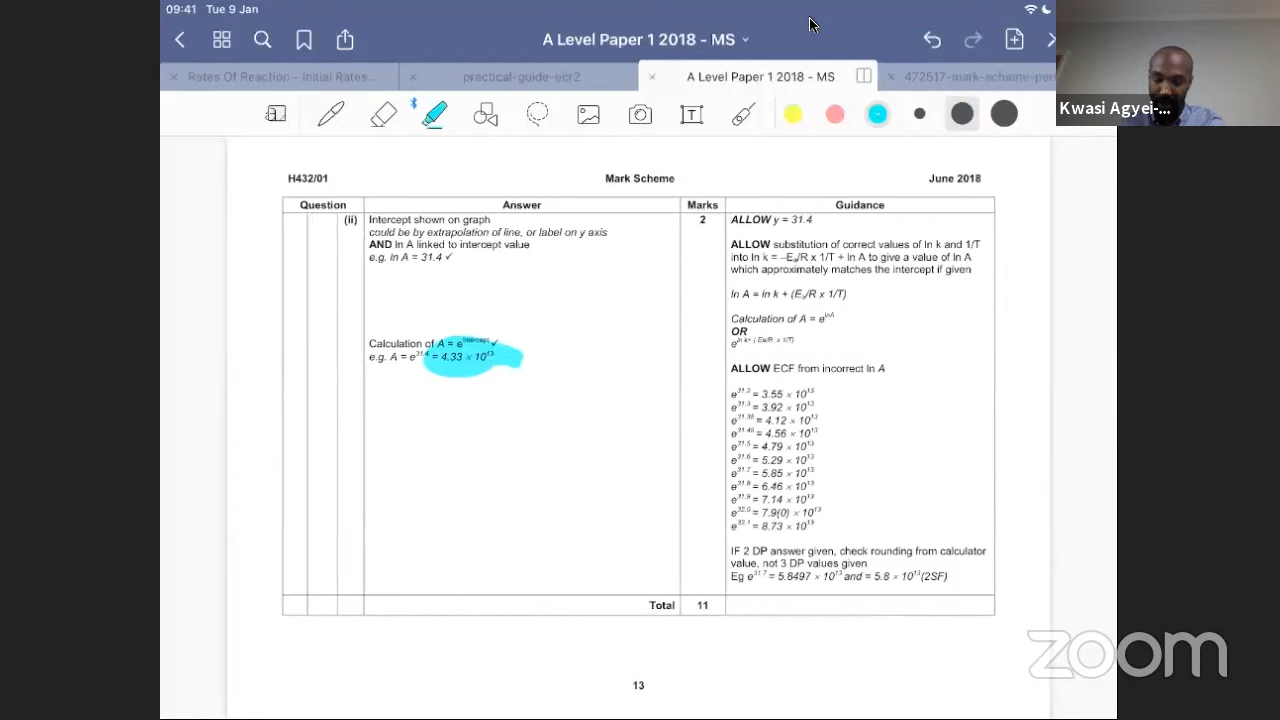 09:41 Tue 9 Jan
A Level Paper 1 2018 - MS
Rates Of Reaction - Initial Rates...
practical-guide-ocr2
A Level Paper 1 2018 - MS
472517-mark-scheme-per
Kwasi Agyei-...
H432/01
Mark Scheme
June 2018
Question
Answer
Marks
Guidance
(ii)
Intercept shown on graph
could be by extrapolation of line, or label on y axis
AND ln A linked to intercept value
e.g. ln A = 31.4 ✓
Calculation of A = e^intercept ✓
e.g. A = e^31.4 = 4.33 × 10^13
2
ALLOW y = 31.4
ALLOW substitution of correct values of ln k and 1/T
into ln k = –Ea/R x 1/T + ln A to give a value of ln A
which approximately matches the intercept if given
ln A = ln k + (Ea/R x 1/T)
Calculation of A = e^lnA
OR
e^ln k+ (Ea/R x 1/T)
ALLOW ECF from incorrect ln A
e^31.2 = 3.55 × 10^13
e^31.3 = 3.92 × 10^13
e^31.35 = 4.12 × 10^13
e^31.45 = 4.56 × 10^13
e^31.5 = 4.79 × 10^13
e^31.6 = 5.29 × 10^13
e^31.7 = 5.85 × 10^13
e^31.8 = 6.46 × 10^13
e^31.9 = 7.14 × 10^13
e^32.0 = 7.9(0) × 10^13
e^32.1 = 8.73 × 10^13
IF 2 DP answer given, check rounding from calculator
value, not 3 DP values given
Eg e^31.7 = 5.8497 × 10^13 and = 5.8 × 10^13 (2SF)
Total
11
13
zoom